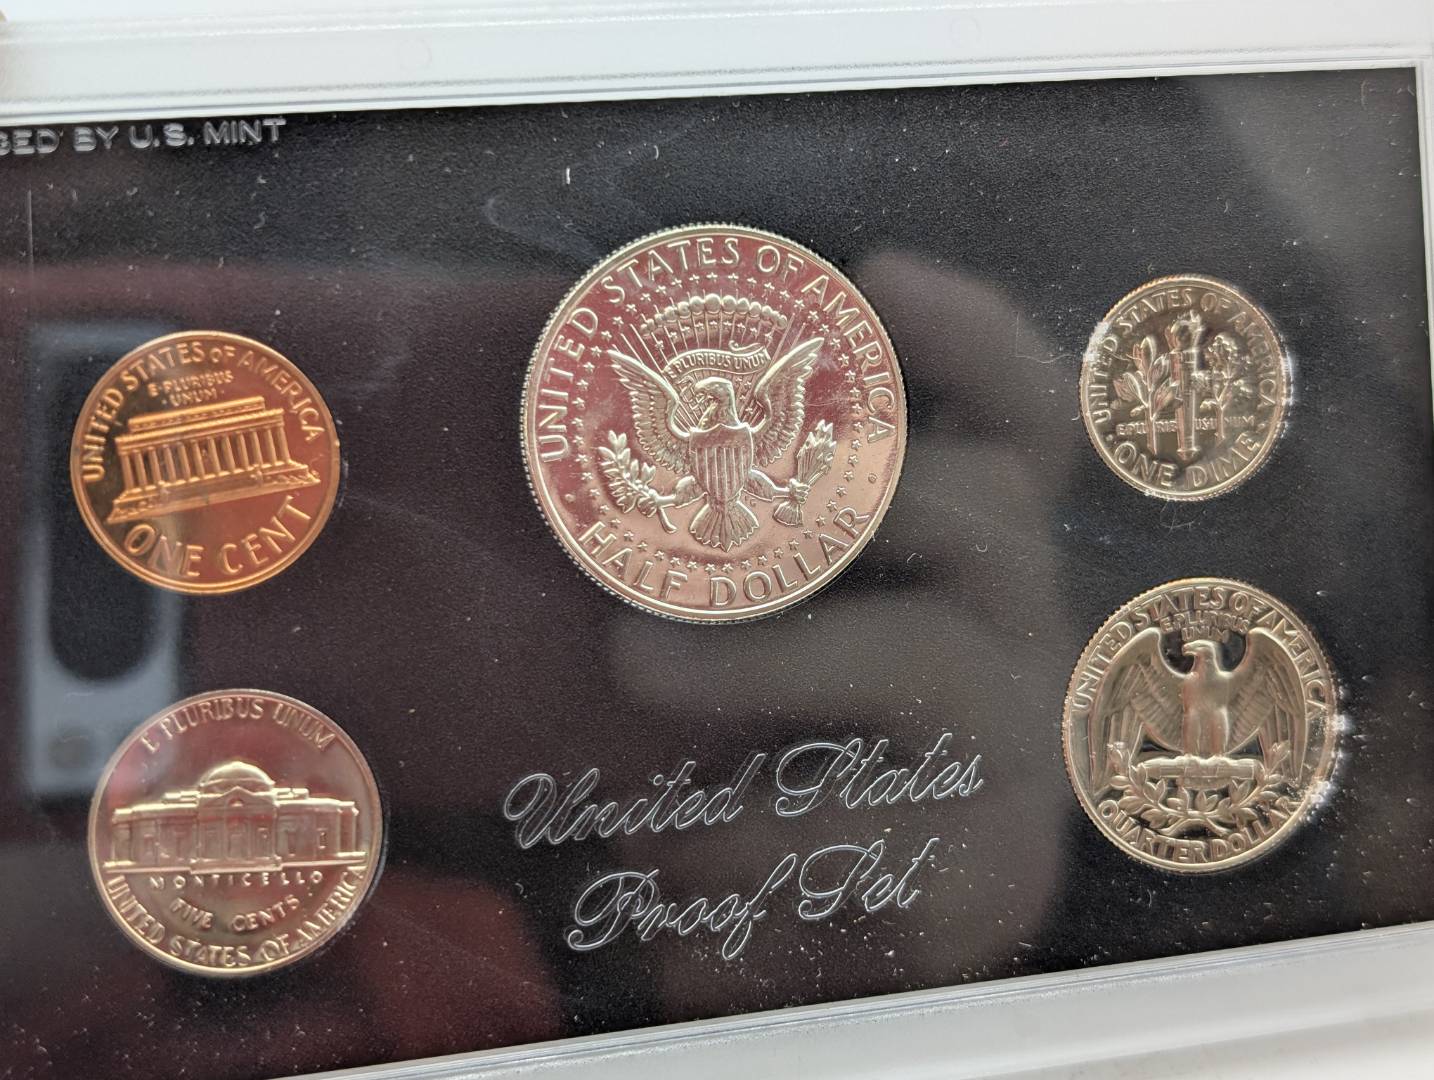 GED BY U.S. MINT
UNITED STATES OF AMERICA
E·PLURIBUS
·UNUM·
ONE CENT
UNITED STATES OF AMERICA
E PLURIBUS UNUM
HALF DOLLAR
UNITED STATES OF AMERICA
E PLURIBUS UNUM
·ONE DIME·
E PLURIBUS UNUM
MONTICELLO
FIVE CENTS
UNITED STATES OF AMERICA
UNITED STATES OF AMERICA
E·PLURIBUS
UNUM
QUARTER DOLLAR
United States
Proof Set